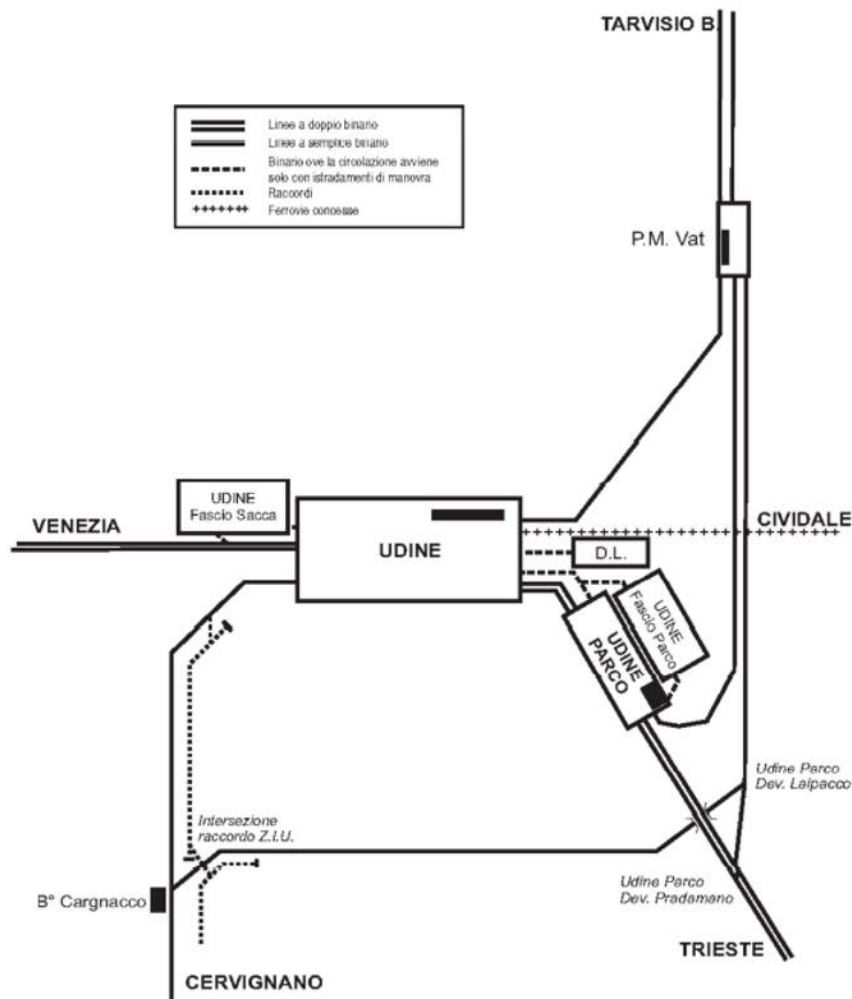 TARVISIO B.
Linee a doppio binario
Linee a semplice binario
Binario ove la circolazione avviene
solo con istradamenti di manovra
Raccordi
Ferrovie concesse
P.M. Vat
UDINE
Fascio Sacca
VENEZIA
UDINE
CIVIDALE
D.L.
UDINE
Fascio Parco
UDINE
PARCO
Udine Parco
Dev. Laipacco
Intersezione
raccordo Z.I.U.
Udine Parco
Dev. Pradamano
B° Cargnacco
TRIESTE
CERVIGNANO